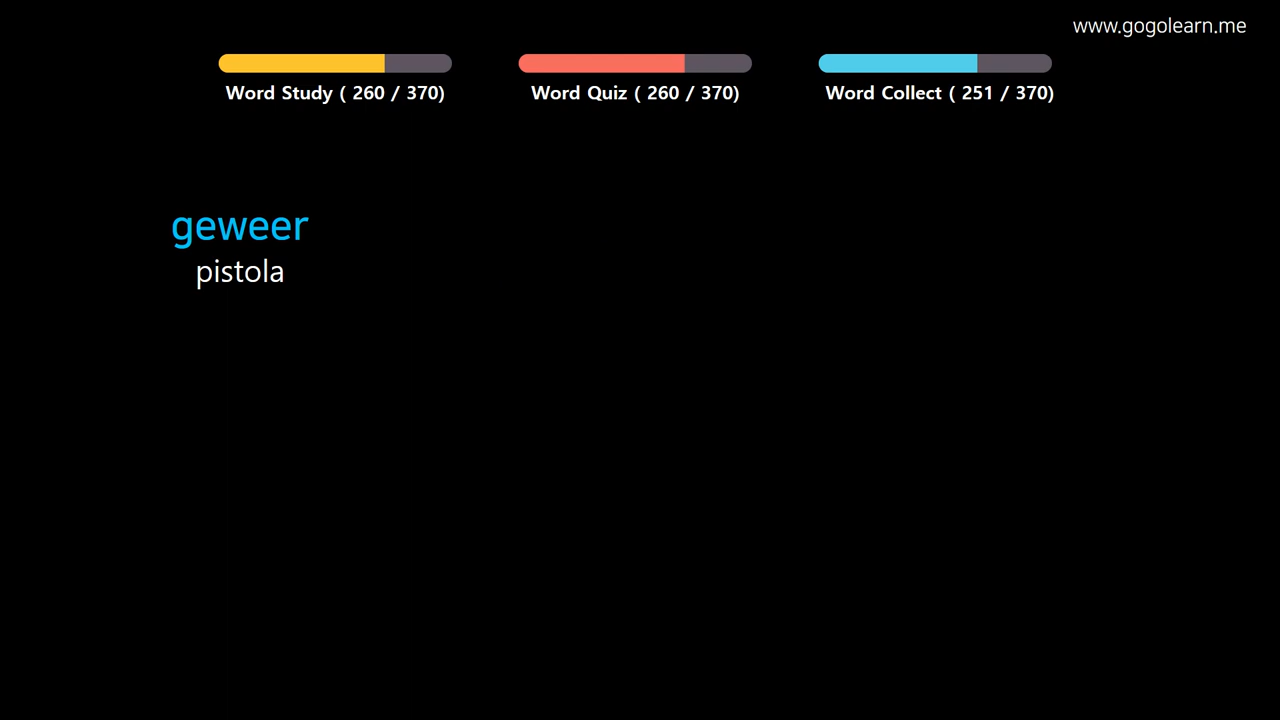 www.gogolearn.me
Word Study ( 260 / 370)
Word Quiz ( 260 / 370)
Word Collect ( 251 / 370)
geweer
pistola